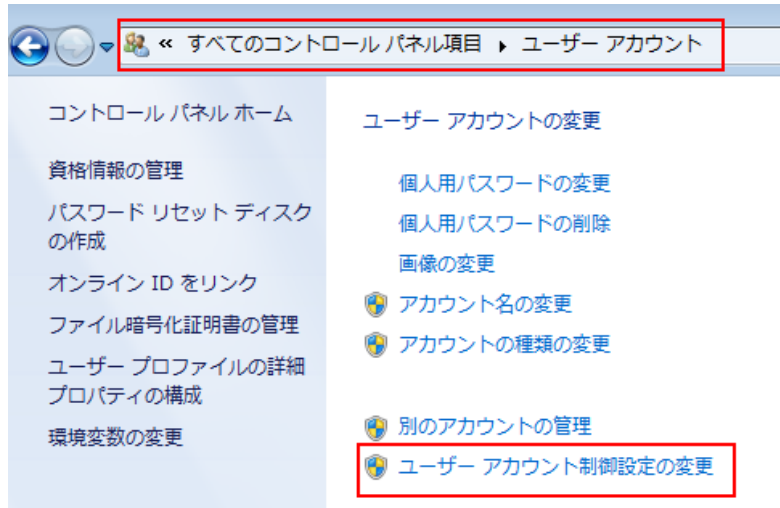 « すべてのコントロール パネル項目 ▸ ユーザー アカウント
コントロール パネル ホーム
資格情報の管理
パスワード リセット ディスク
の作成
オンライン ID をリンク
ファイル暗号化証明書の管理
ユーザー プロファイルの詳細
プロパティの構成
環境変数の変更
ユーザー アカウントの変更
個人用パスワードの変更
個人用パスワードの削除
画像の変更
アカウント名の変更
アカウントの種類の変更
別のアカウントの管理
ユーザー アカウント制御設定の変更